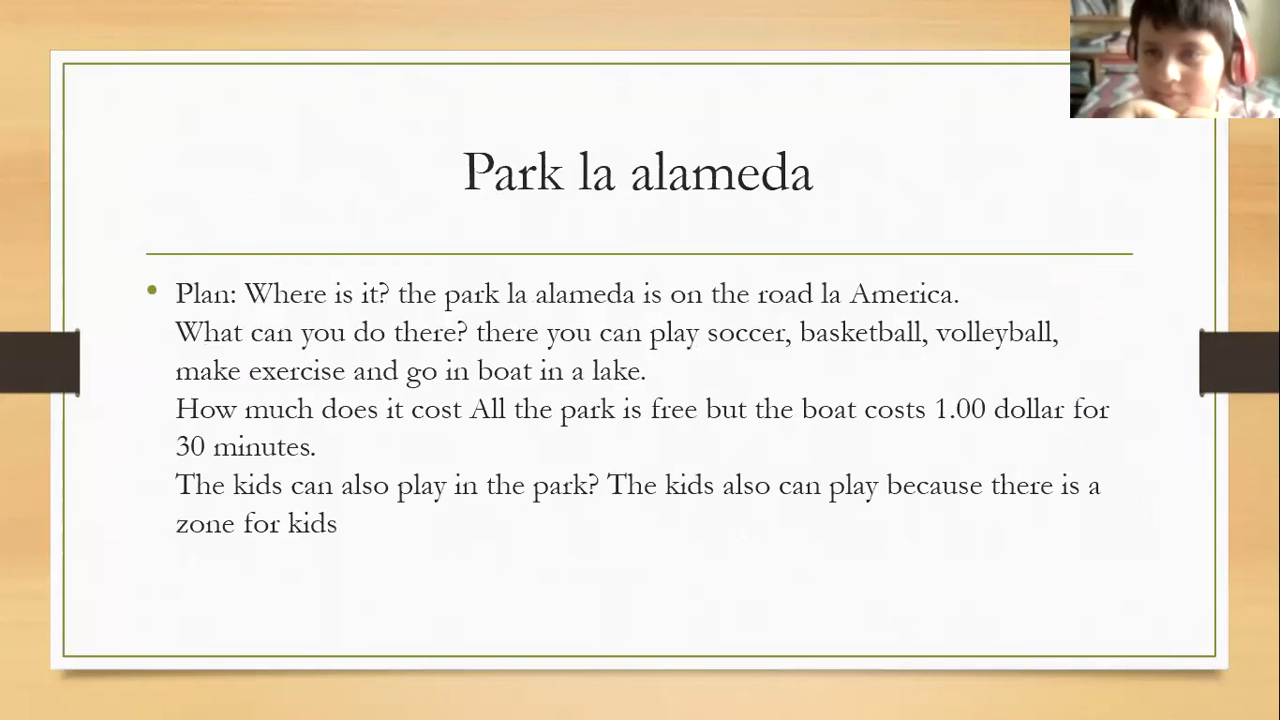 Park la alameda
Plan: Where is it? the park la alameda is on the road la America.
What can you do there? there you can play soccer, basketball, volleyball,
make exercise and go in boat in a lake.
How much does it cost All the park is free but the boat costs 1.00 dollar for
30 minutes.
The kids can also play in the park? The kids also can play because there is a
zone for kids